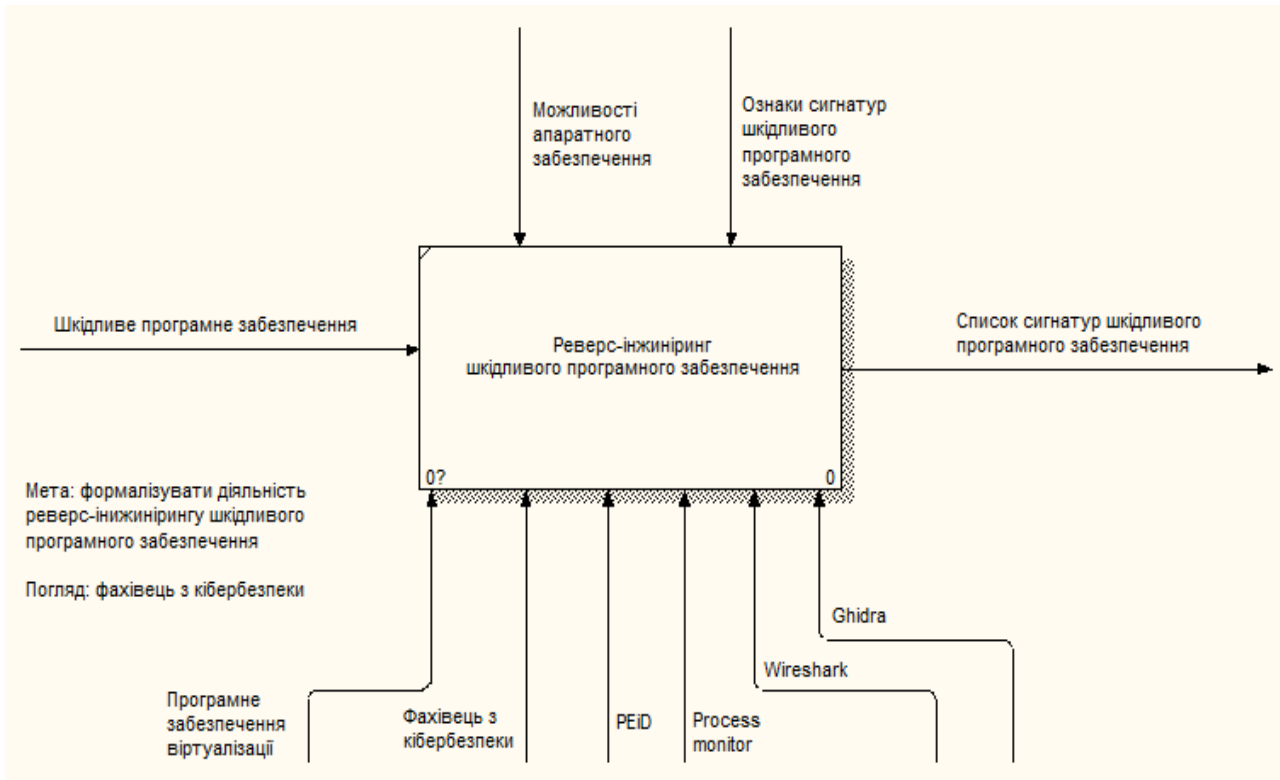 Можливості
апаратного
забезпечення
Ознаки сигнатур
шкідливого
програмного
забезпечення
Шкідливе програмне забезпечення
Реверс-інжиніринг
шкідливого програмного забезпечення
0?
0
Список сигнатур шкідливого
програмного забезпечення
Мета: формалізувати діяльність
реверс-інижинірингу шкідливого
програмного забезпечення
Погляд: фахівець з кібербезпеки
Програмне
забезпечення
віртуалізації
Фахівець з
кібербезпеки
PEiD
Process
monitor
Wireshark
Ghidra